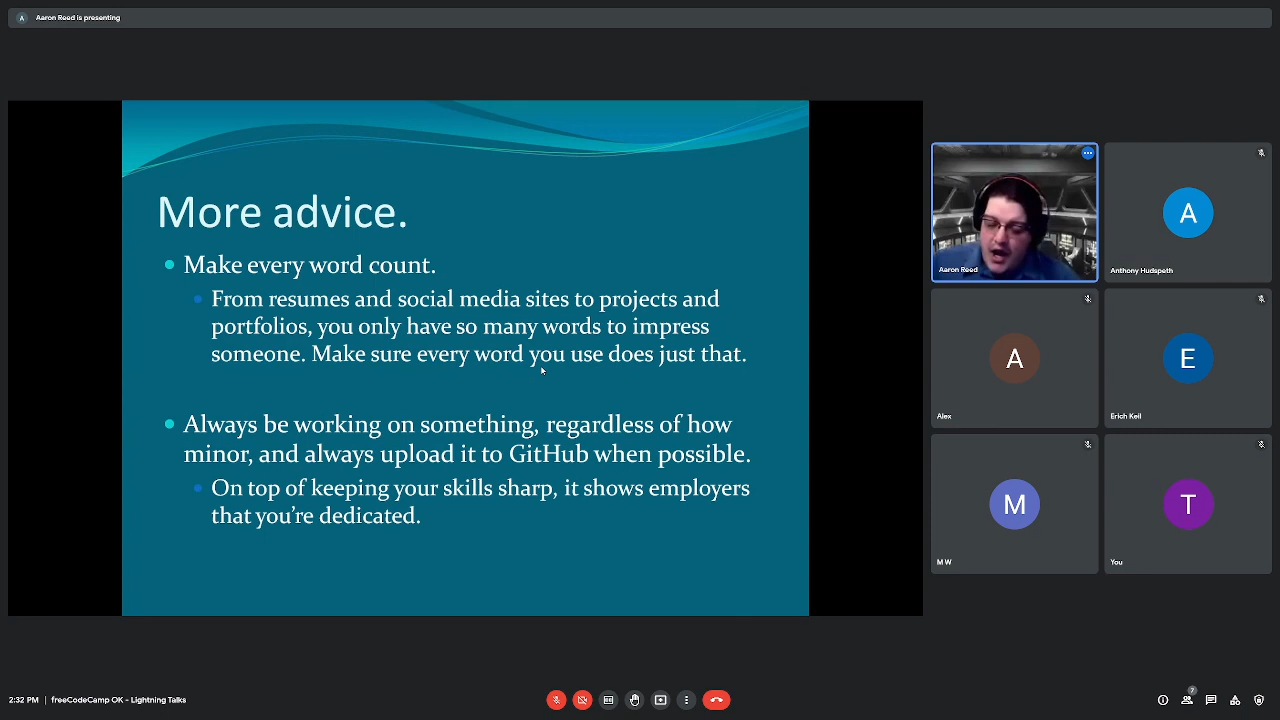 A Aaron Reed is presenting
More advice.
Make every word count.
From resumes and social media sites to projects and
portfolios, you only have so many words to impress
someone. Make sure every word you use does just that.
Always be working on something, regardless of how
minor, and always upload it to GitHub when possible.
On top of keeping your skills sharp, it shows employers
that you're dedicated.
Aaron Reed
A
Anthony Hudspeth
A
Alex
E
Erich Keil
M
M W
T
You
2:32 PM | freeCodeCamp OK - Lightning Talks
7